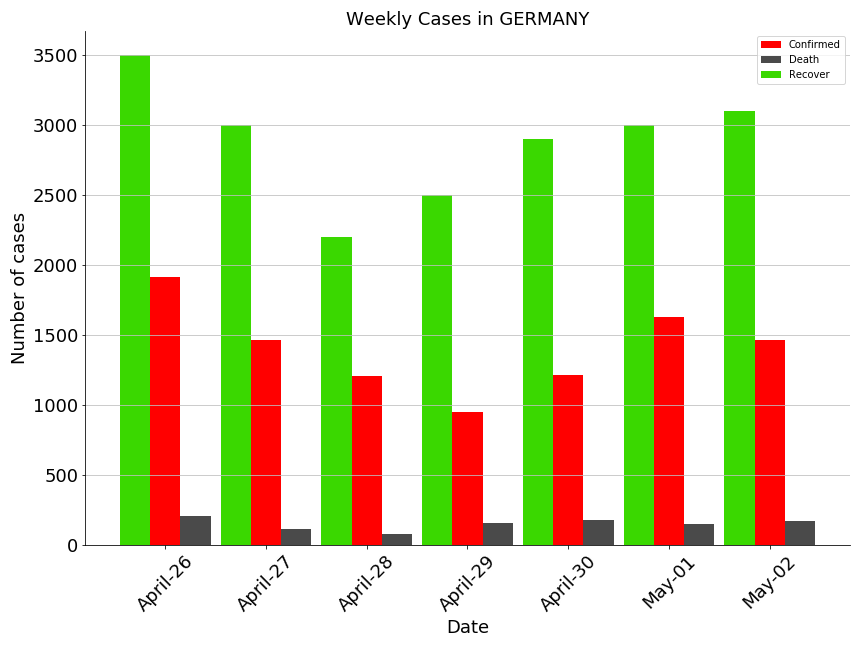 Weekly Cases in GERMANY
Confirmed
Death
Recover
Number of cases
3500
3000
2500
2000
1500
1000
500
0
April-26
April-27
April-28
April-29
April-30
May-01
May-02
Date